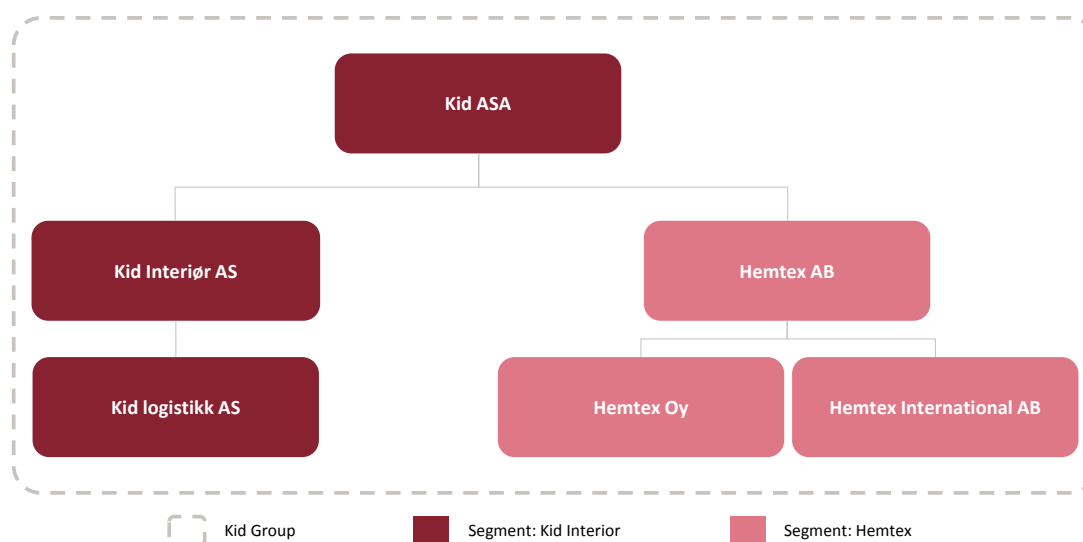 Kid ASA
Kid Interiør AS
Hemtex AB
Kid logistikk AS
Hemtex Oy
Hemtex International AB
Kid Group
Segment: Kid Interior
Segment: Hemtex